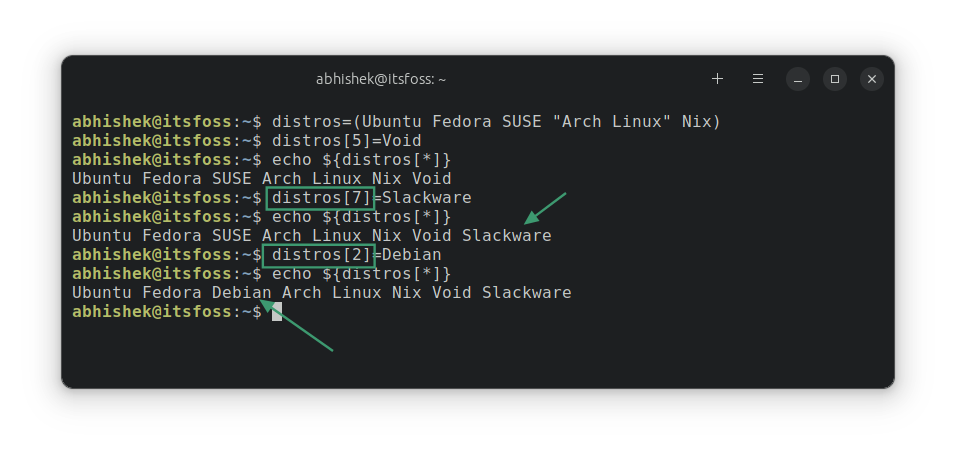 abhishek@Itsfoss: ~
abhishek@itsfoss:~$ distros=(Ubuntu Fedora SUSE "Arch Linux" Nix)
abhishek@itsfoss:~$ distros[5]=Void
abhishek@itsfoss:~$ echo ${distros[*]}
Ubuntu Fedora SUSE Arch Linux Nix Void
abhishek@itsfoss:~$ distros[7]=Slackware
abhishek@itsfoss:~$ echo ${distros[*]}
Ubuntu Fedora SUSE Arch Linux Nix Void Slackware
abhishek@itsfoss:~$ distros[2]=Debian
abhishek@itsfoss:~$ echo ${distros[*]}
Ubuntu Fedora Debian Arch Linux Nix Void Slackware
abhishek@itsfoss:~$